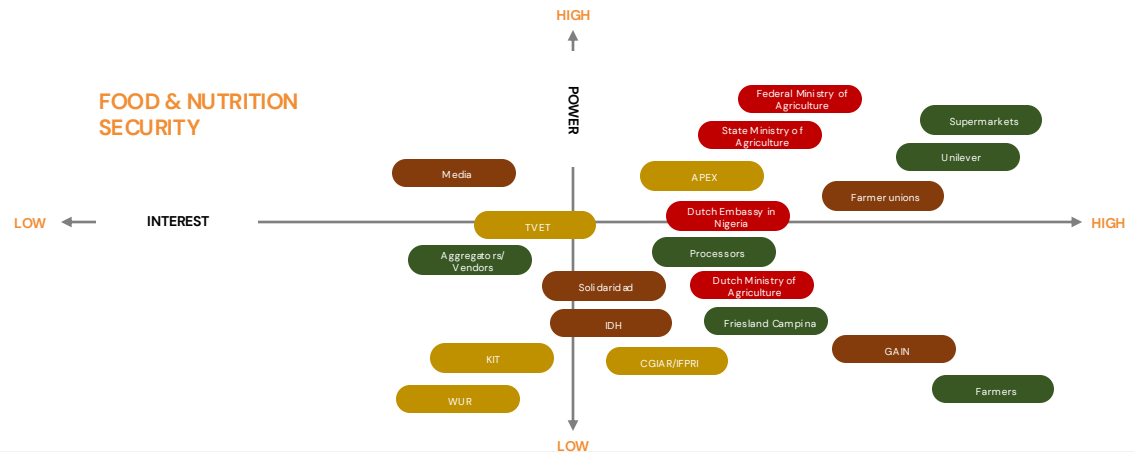 HIGH
FOOD & NUTRITION
SECURITY
POWER
Federal Ministry of
Agriculture
State Ministry of
Agriculture
Supermarkets
Unilever
Media
APEX
Farmer unions
LOW
INTEREST
TVET
Dutch Embassy in
Nigeria
HIGH
Aggregators/
Vendors
Processors
Solidaridad
Dutch Ministry of
Agriculture
IDH
Friesland Campina
KIT
CGIAR/IFPRI
GAIN
WUR
Farmers
LOW